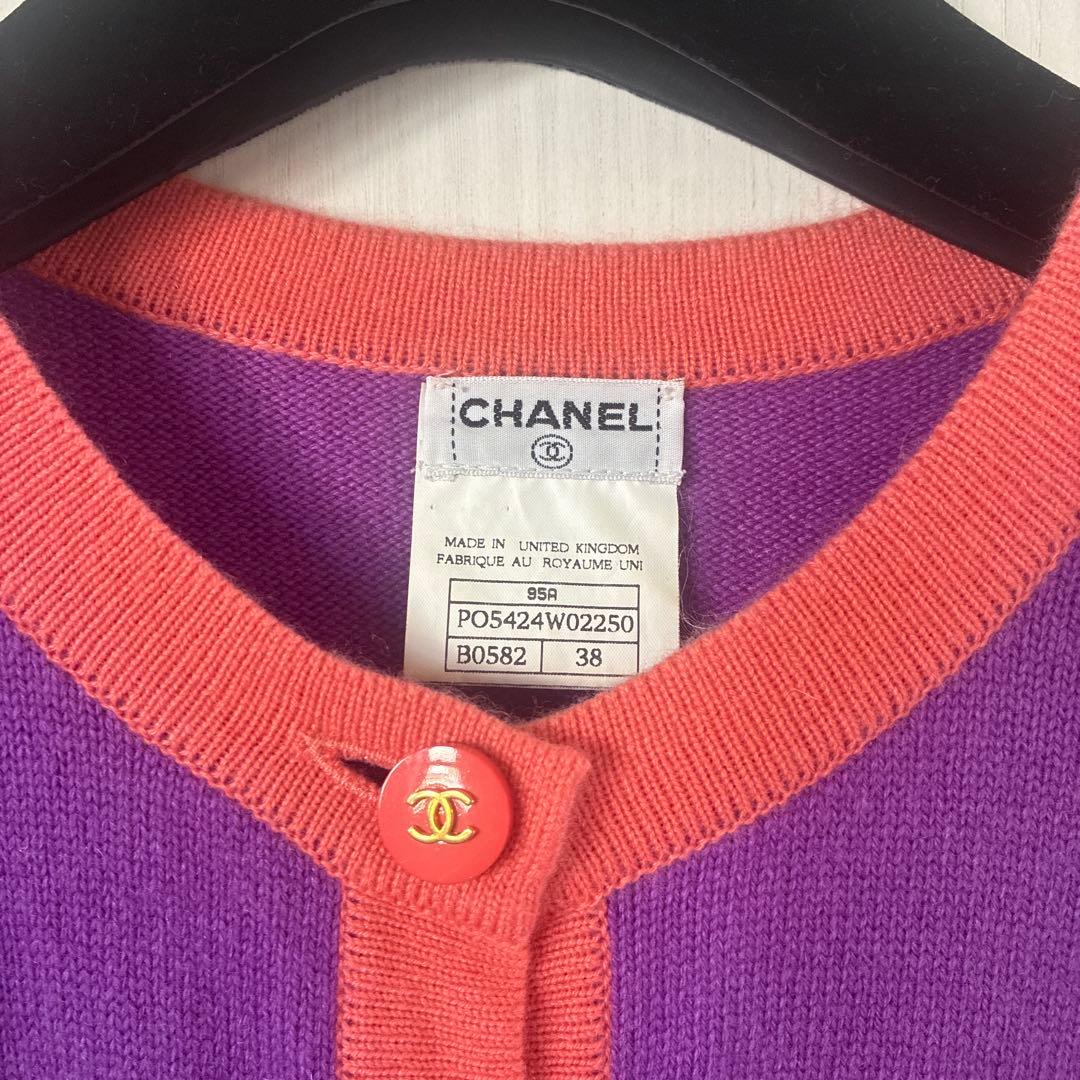 CHANEL
MADE IN UNITED KINGDOM
FABRIQUE AU ROYAUME UNI
95A
PO5424W02250
B0582 38